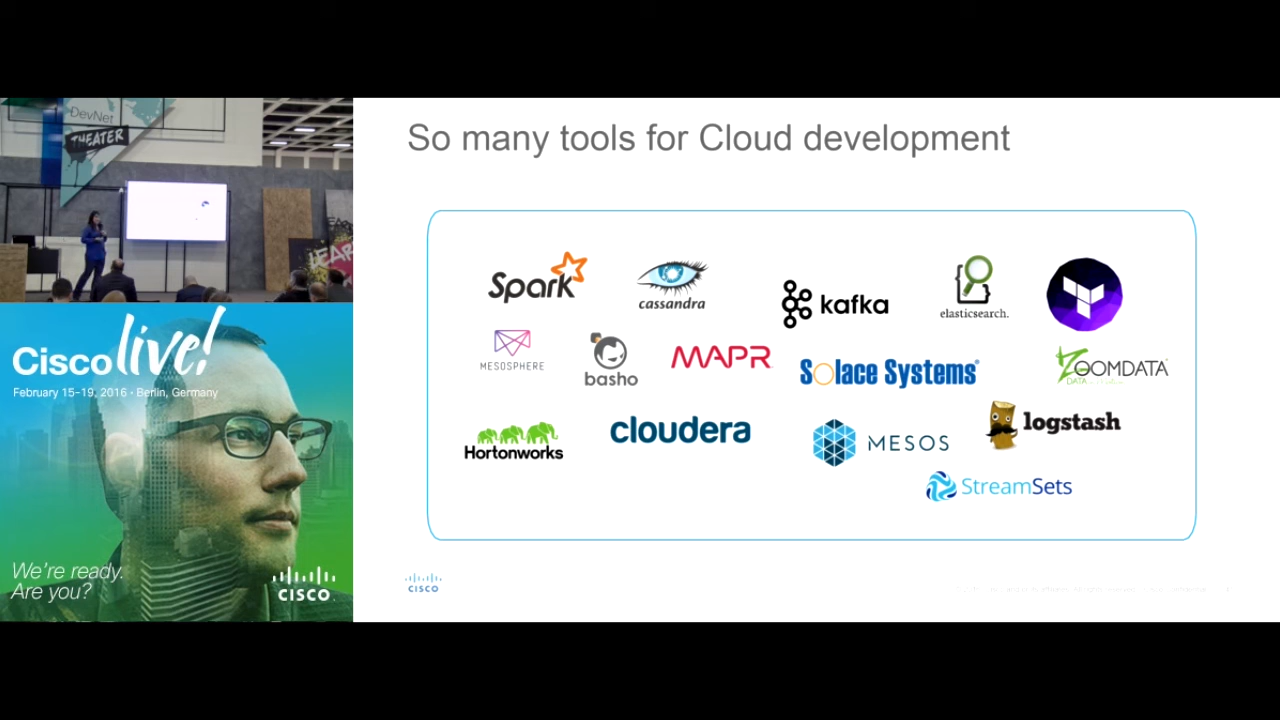 DevNet
THEATER
Cisco live!
February 15-19, 2016 • Berlin, Germany
We're ready.
Are you?
CISCO
So many tools for Cloud development
Spark
cassandra
kafka
elasticsearch.
MESOSPHERE
basho
MAPR
Solace Systems®
ZOOMDATA
DATA
Hortonworks
cloudera
MESOS
logstash
StreamSets
CISCO